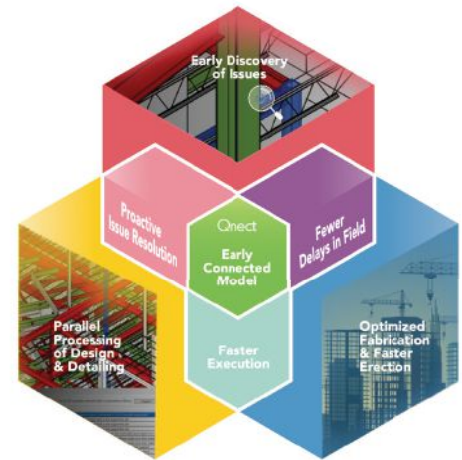 Early Discovery
of Issues
Proactive
Issue Resolution
Qnect
Early
Connected
Model
Fewer
Delays in Field
Parallel
Processing
of Design
& Detailing
Faster
Execution
Optimized
Fabrication
& Faster
Erection